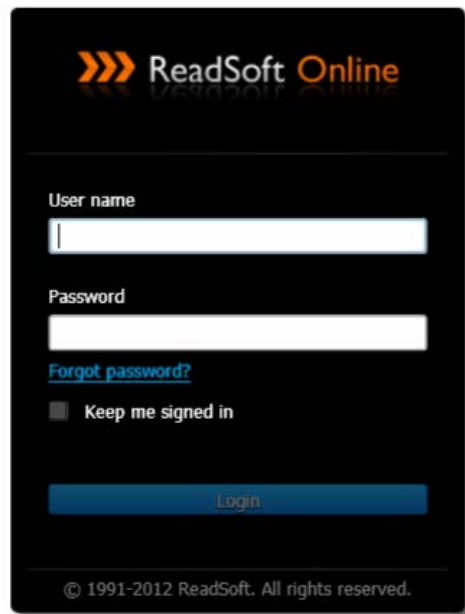 ReadSoft Online
User name
Password
Forgot password?
Keep me signed in
Login
© 1991-2012 ReadSoft. All rights reserved.